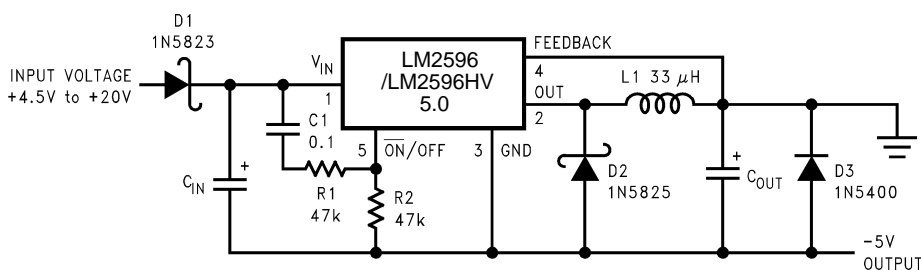 D1
1N5823
INPUT VOLTAGE
+4.5V to +20V
V_IN
1
LM2596
/LM2596HV
5.0
FEEDBACK
4
OUT
2
L1 33 μH
C1
0.1
5 ON/OFF
3 GND
C_IN
+
R1
47k
R2
47k
D2
1N5825
+
C_OUT
D3
1N5400
-5V
OUTPUT